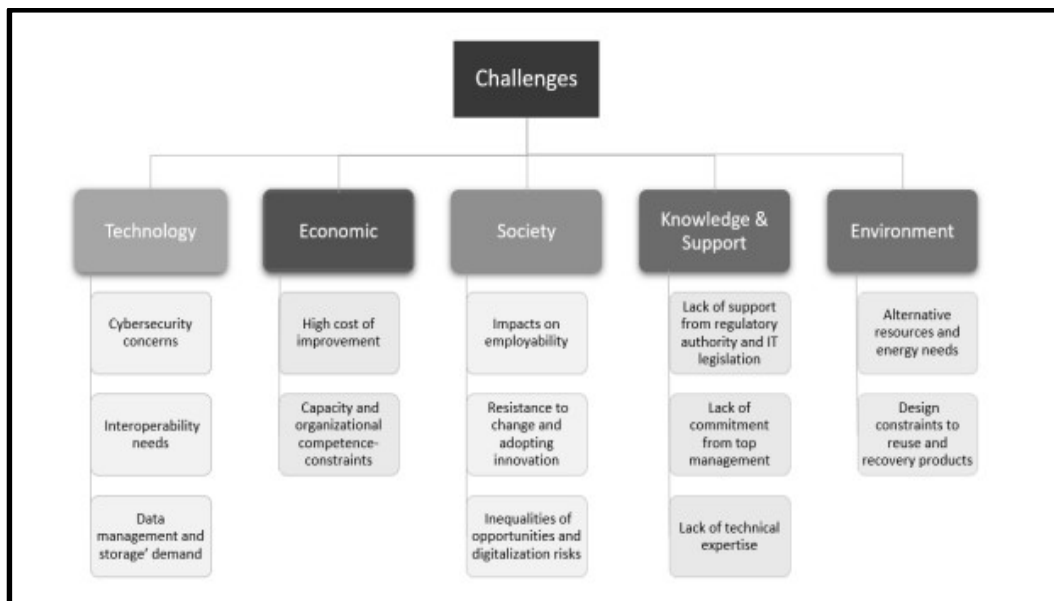 Challenges
Technology
Cybersecurity
concerns
Interoperability
needs
Data
management and
storage' demand
Economic
High cost of
improvement
Capacity and
organizational
competence-
constraints
Society
Impacts on
employability
Resistance to
change and
adopting
innovation
Inequalities of
opportunities and
digitalization risks
Knowledge &
Support
Lack of support
from regulatory
authority and IT
legislation
Lack of
commitment
from top
management
Lack of technical
expertise
Environment
Alternative
resources and
energy needs
Design
constraints to
reuse and
recovery products